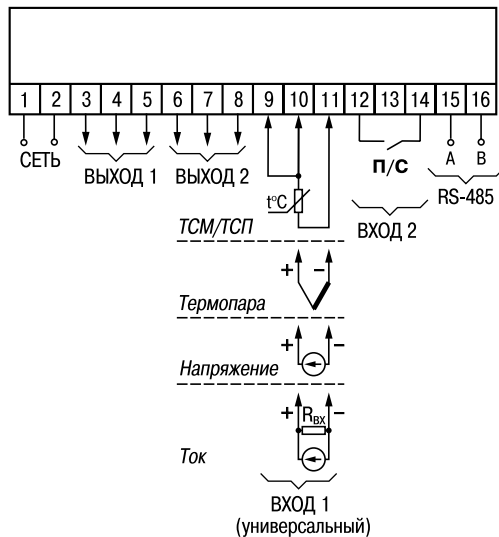 1 2 3 4 5 6 7 8 9 10 11 12 13 14 15 16
СЕТЬ
ВЫХОД 1
ВЫХОД 2
П/С
A B
RS-485
t°C
ТСМ/ТСП
ВХОД 2
+ −
Термопара
+ −
Напряжение
+ Rвх −
Ток
ВХОД 1
(универсальный)